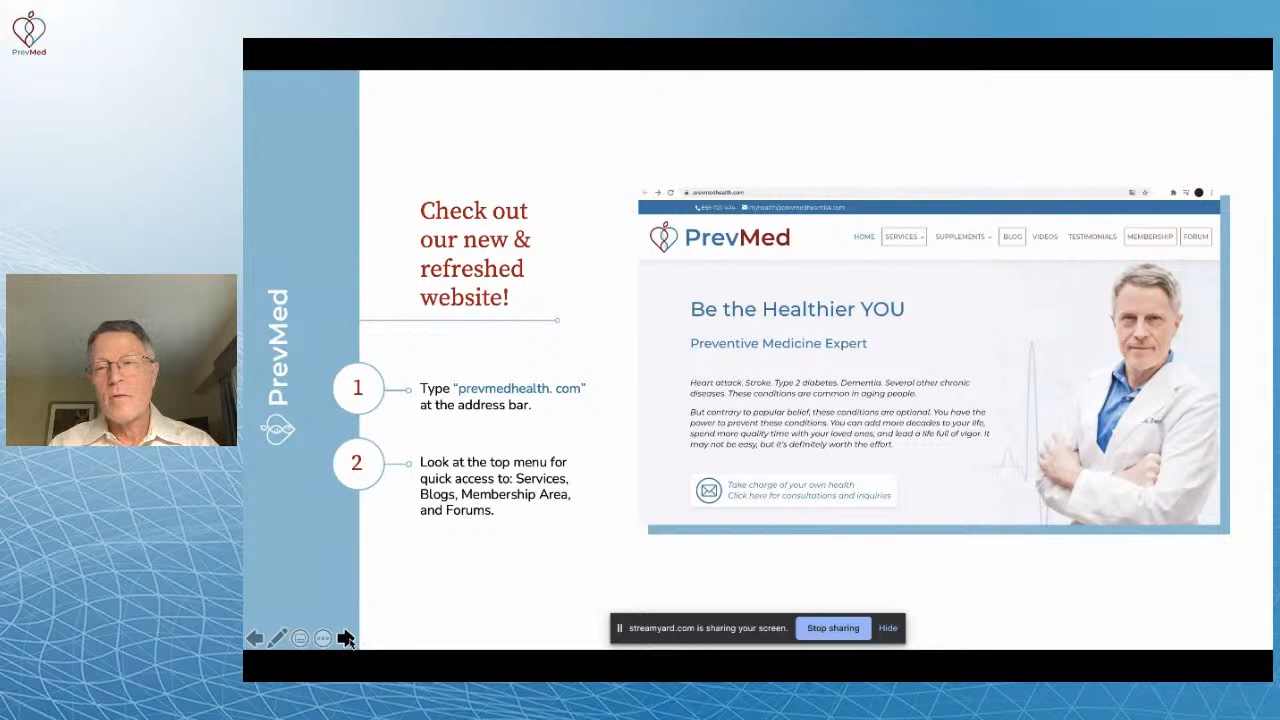 PrevMed
PrevMed
Check out
our new &
refreshed
website!
1
Type “prevmedhealth. com”
at the address bar.
2
Look at the top menu for
quick access to: Services,
Blogs, Membership Area,
and Forums.
prevmedhealth.com
myhealth@prevmedheartrisk.com
PrevMed
HOME SERVICES SUPPLEMENTS BLOG VIDEOS TESTIMONIALS MEMBERSHIP FORUM
Be the Healthier YOU
Preventive Medicine Expert
Heart attack. Stroke. Type 2 diabetes. Dementia. Several other chronic
diseases. These conditions are common in aging people.
But contrary to popular belief, these conditions are optional. You have the
power to prevent these conditions. You can add more decades to your life,
spend more quality time with your loved ones, and lead a life full of vigor. It
may not be easy, but it's definitely worth the effort.
Take charge of your own health
Click here for consultations and inquiries
streamyard.com is sharing your screen. Stop sharing Hide